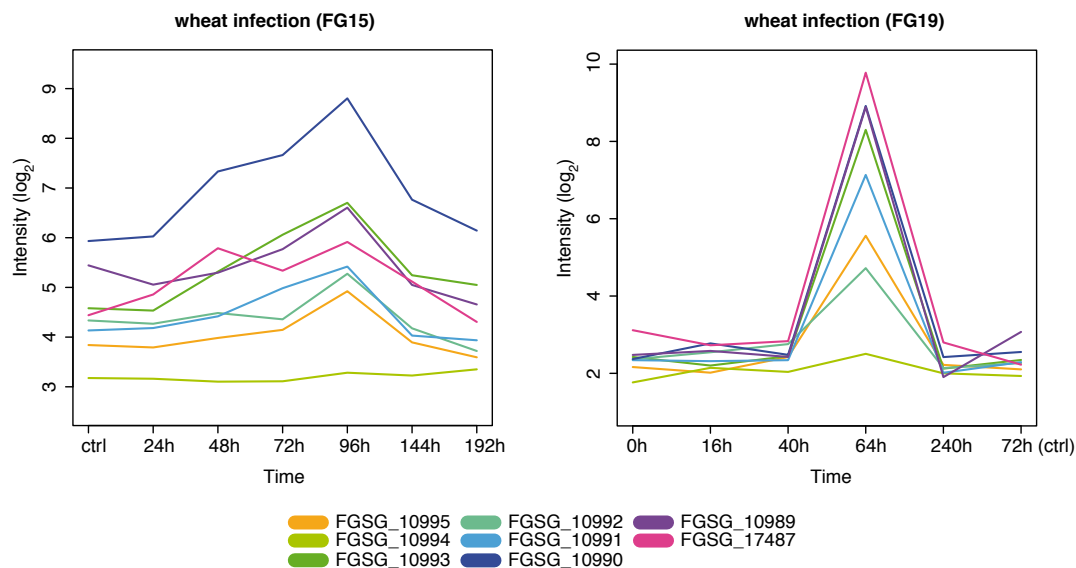 wheat infection (FG15)
wheat infection (FG19)
Intensity (log2)
9
8
7
6
5
4
3
ctrl 24h 48h 72h 96h 144h 192h
Time
Intensity (log2)
10
8
6
4
2
0h 16h 40h 64h 240h 72h (ctrl)
Time
FGSG_10995 FGSG_10992 FGSG_10989
FGSG_10994 FGSG_10991 FGSG_17487
FGSG_10993 FGSG_10990